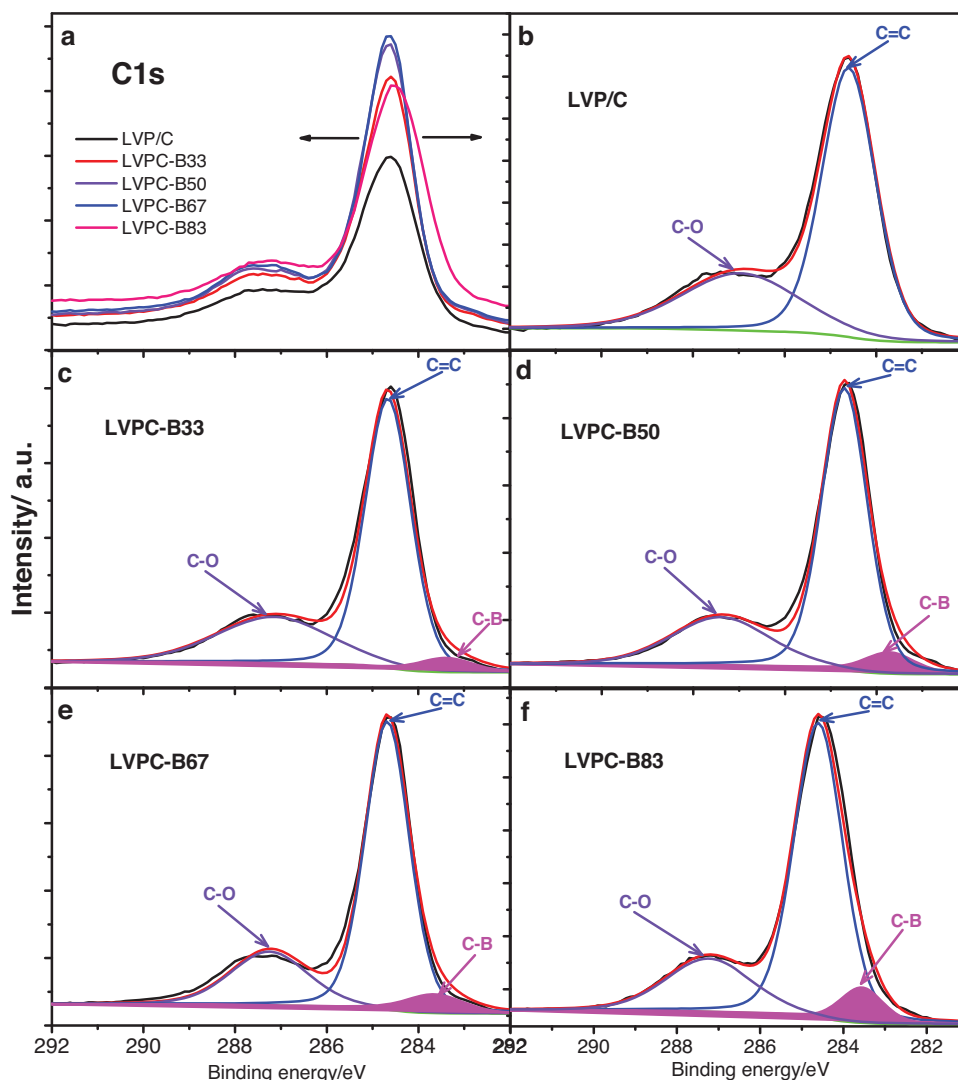 a
C1s
LVP/C
LVPC-B33
LVPC-B50
LVPC-B67
LVPC-B83
b
C=C
LVP/C
C-O
c
C=C
LVPC-B33
C-O
C-B
d
C=C
LVPC-B50
C-O
C-B
Intensity/ a.u.
e
C=C
LVPC-B67
C-O
C-B
f
C=C
LVPC-B83
C-O
C-B
292 290 288 286 284 290 288 286 284 282
Binding energy/eV Binding energy/eV